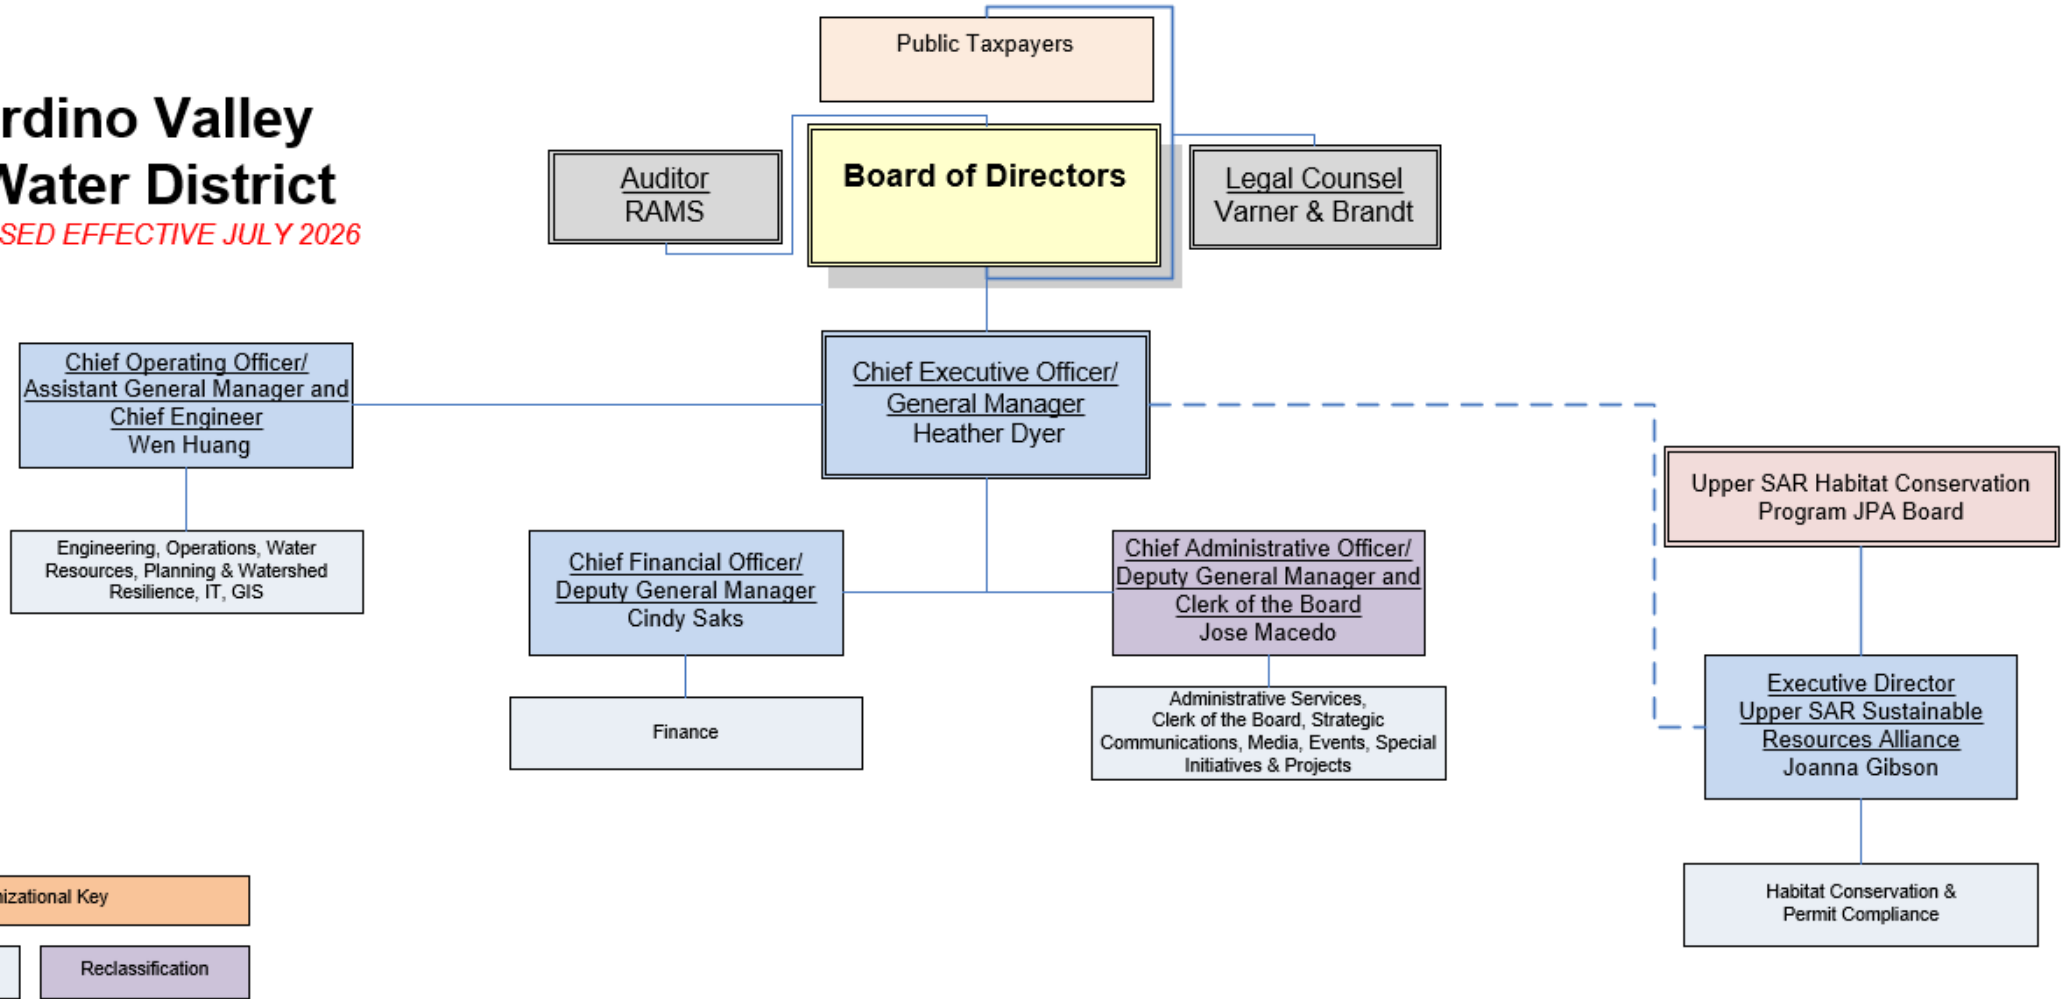 Public Taxpayers
rdino Valley
Water District
SED EFFECTIVE JULY 2026
Auditor
RAMS
Board of Directors
Legal Counsel
Varner & Brandt
Chief Operating Officer/
Assistant General Manager and
Chief Engineer
Wen Huang
Chief Executive Officer/
General Manager
Heather Dyer
Upper SAR Habitat Conservation
Program JPA Board
Engineering, Operations, Water
Resources, Planning & Watershed
Resilience, IT, GIS
Chief Financial Officer/
Deputy General Manager
Cindy Saks
Chief Administrative Officer/
Deputy General Manager and
Clerk of the Board
Jose Macedo
Finance
Administrative Services,
Clerk of the Board, Strategic
Communications, Media, Events, Special
Initiatives & Projects
Executive Director
Upper SAR Sustainable
Resources Alliance
Joanna Gibson
Habitat Conservation &
Permit Compliance
nizational Key
Reclassification